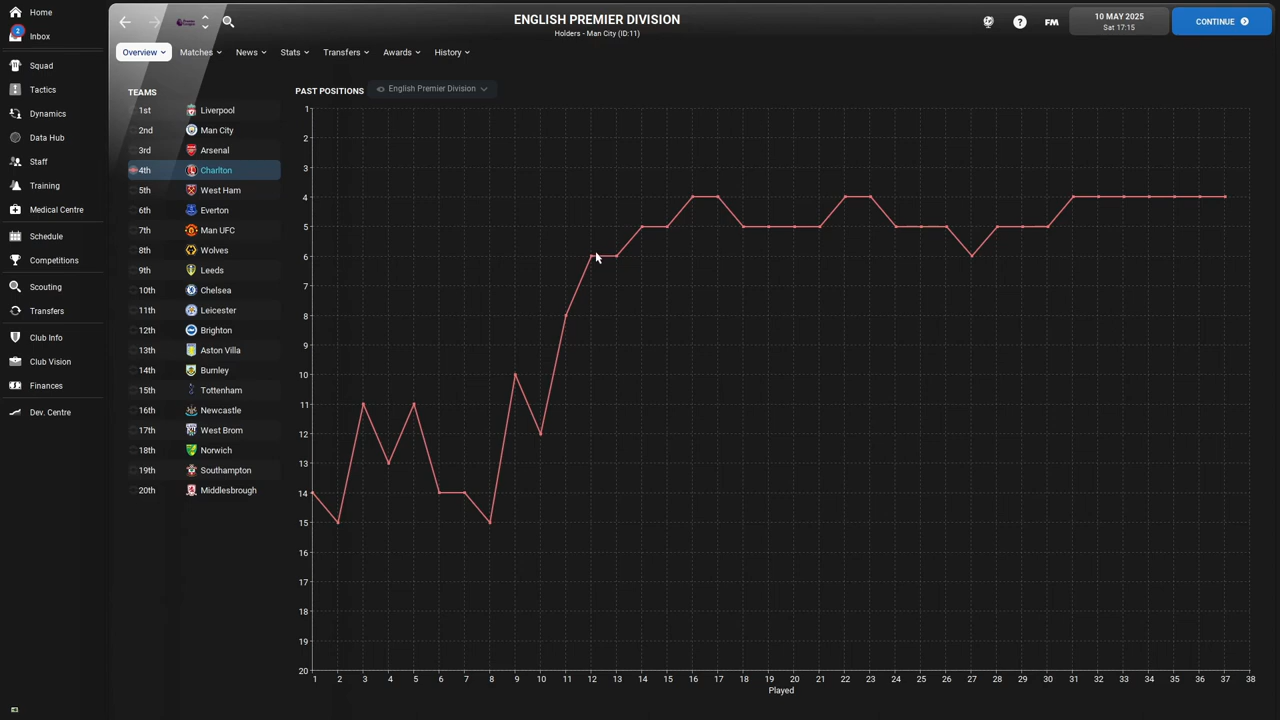 Home
Inbox
2
Squad
Tactics
Dynamics
Data Hub
Staff
Training
Medical Centre
Schedule
Competitions
Scouting
Transfers
Club Info
Club Vision
Finances
Dev. Centre
ENGLISH PREMIER DIVISION
Holders - Man City (ID:11)
?
FM
10 MAY 2025
Sat 17:15
CONTINUE
Overview
Matches
News
Stats
Transfers
Awards
History
TEAMS
1st Liverpool
2nd Man City
3rd Arsenal
4th Charlton
5th West Ham
6th Everton
7th Man UFC
8th Wolves
9th Leeds
10th Chelsea
11th Leicester
12th Brighton
13th Aston Villa
14th Burnley
15th Tottenham
16th Newcastle
17th West Brom
18th Norwich
19th Southampton
20th Middlesbrough
PAST POSITIONS
English Premier Division
1
2
3
4
5
6
7
8
9
10
11
12
13
14
15
16
17
18
19
20
1 2 3 4 5 6 7 8 9 10 11 12 13 14 15 16 17 18 19 20 21 22 23 24 25 26 27 28 29 30 31 32 33 34 35 36 37 38
Played